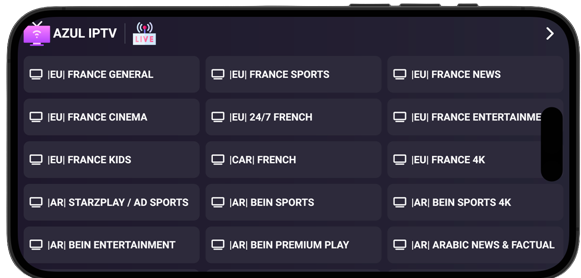 AZUL IPTV
LIVE
|EU| FRANCE GENERAL
|EU| FRANCE SPORTS
|EU| FRANCE NEWS
|EU| FRANCE CINEMA
|EU| 24/7 FRENCH
|EU| FRANCE ENTERTAINME
|EU| FRANCE KIDS
|CAR| FRENCH
|EU| FRANCE 4K
|AR| STARZPLAY / AD SPORTS
|AR| BEIN SPORTS
|AR| BEIN SPORTS 4K
|AR| BEIN ENTERTAINMENT
|AR| BEIN PREMIUM PLAY
|AR| ARABIC NEWS & FACTUAL